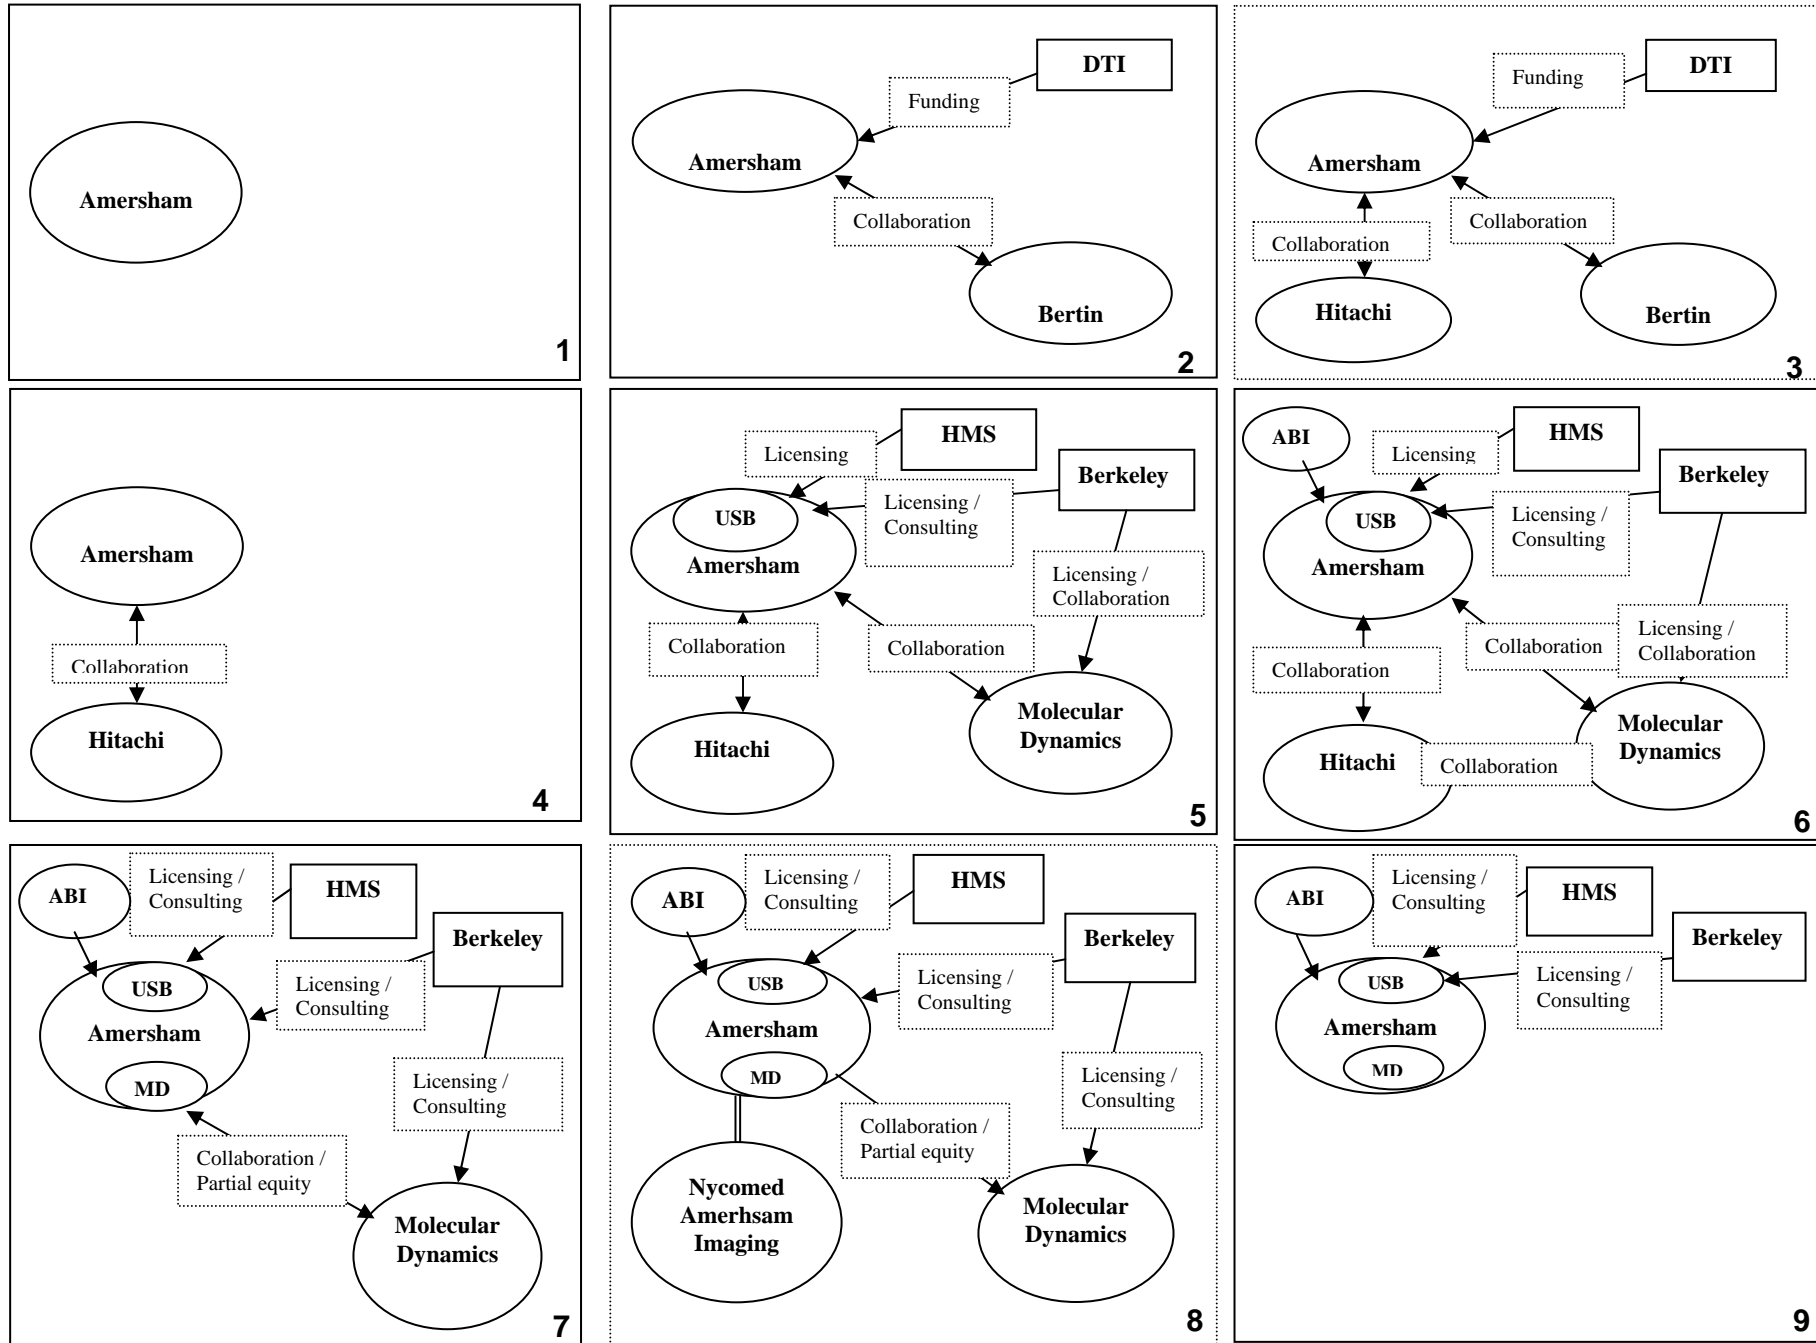 Amersham
1
DTI
Funding
Amersham
Collaboration
Bertin
2
DTI
Funding
Amersham
Collaboration
Collaboration
Hitachi
Bertin
3
Amersham
Collaboration
Hitachi
4
HMS
Licensing
Berkeley
Licensing /
Consulting
USB
Amersham
Licensing /
Collaboration
Collaboration
Collaboration
Molecular
Dynamics
Hitachi
5
ABI
HMS
Licensing
Berkeley
USB
Licensing /
Consulting
Amersham
Licensing /
Collaboration
Collaboration
Collaboration
Molecular
Dynamics
Hitachi
Collaboration
6
ABI
Licensing /
Consulting
HMS
Berkeley
USB
Licensing /
Consulting
Amersham
MD
Licensing /
Consulting
Collaboration /
Partial equity
Molecular
Dynamics
7
ABI
Licensing /
Consulting
HMS
Berkeley
USB
Licensing /
Consulting
Amersham
MD
Licensing /
Consulting
Collaboration /
Partial equity
Nycomed
Amerhsam
Imaging
Molecular
Dynamics
8
ABI
Licensing /
Consulting
HMS
Berkeley
USB
Licensing /
Consulting
Amersham
MD
9